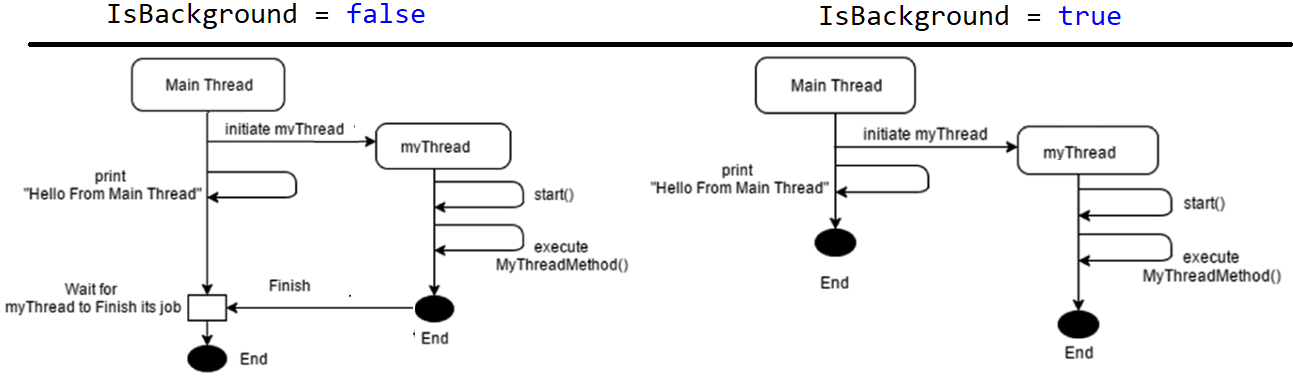 IsBackground = false
IsBackground = true
Main Thread
initiate myThread
myThread
print
"Hello From Main Thread"
start()
execute
MyThreadMethod()
Wait for
myThread to Finish its job
Finish
End
End
Main Thread
initiate myThread
myThread
print
"Hello From Main Thread"
start()
execute
MyThreadMethod()
End
End